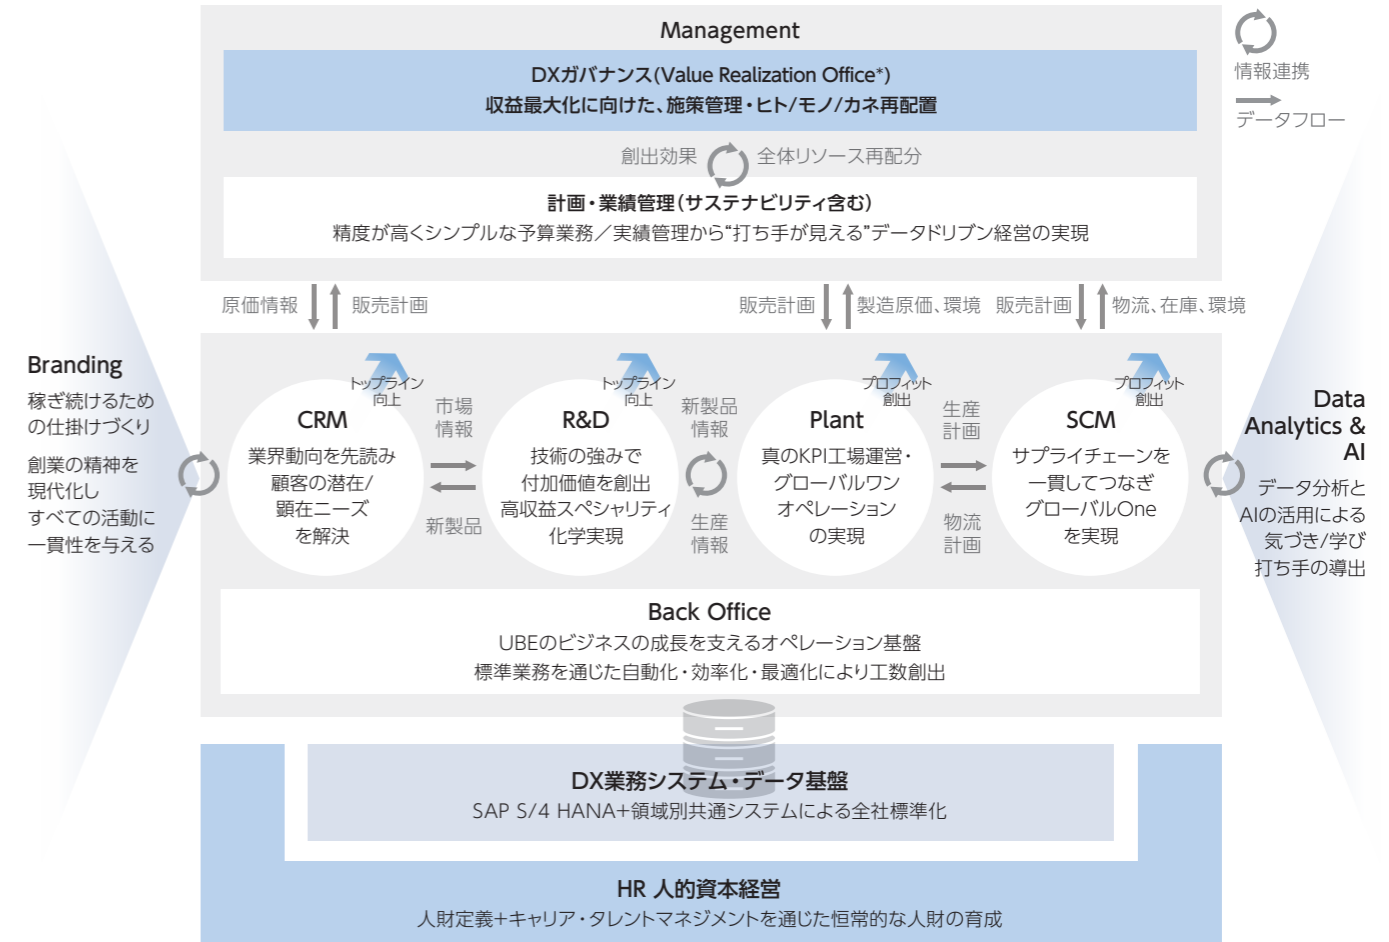 Management
DXガバナンス(Value Realization Office*)
収益最大化に向けた、施策管理・ヒト/モノ/カネ再配置
創出効果
全体リソース再配分
計画・業績管理(サステナビリティ含む)
精度が高くシンプルな予算業務／実績管理から“打ち手が見える”データドリブン経営の実現
情報連携
データフロー
原価情報
販売計画
販売計画
製造原価、環境
販売計画
物流、在庫、環境
Branding
稼ぎ続けるため
の仕掛けづくり
創業の精神を
現代化し
すべての活動に
一貫性を与える
トップライン
向上
CRM
業界動向を先読み
顧客の潜在/
顕在ニーズ
を解決
市場
情報
新製品
トップライン
向上
R&D
技術の強みで
付加価値を創出
高収益スペシャリティ
化学実現
新製品
情報
生産
情報
プロフィット
創出
Plant
真のKPI工場運営・
グローバルワン
オペレーション
の実現
生産
計画
物流
計画
プロフィット
創出
SCM
サプライチェーンを
一貫してつなぎ
グローバルOne
を実現
Data
Analytics &
AI
データ分析と
AIの活用による
気づき/学び
打ち手の導出
Back Office
UBEのビジネスの成長を支えるオペレーション基盤
標準業務を通じた自動化・効率化・最適化により工数創出
DX業務システム・データ基盤
SAP S/4 HANA+領域別共通システムによる全社標準化
HR 人的資本経営
人財定義+キャリア・タレントマネジメントを通じた恒常的な人財の育成